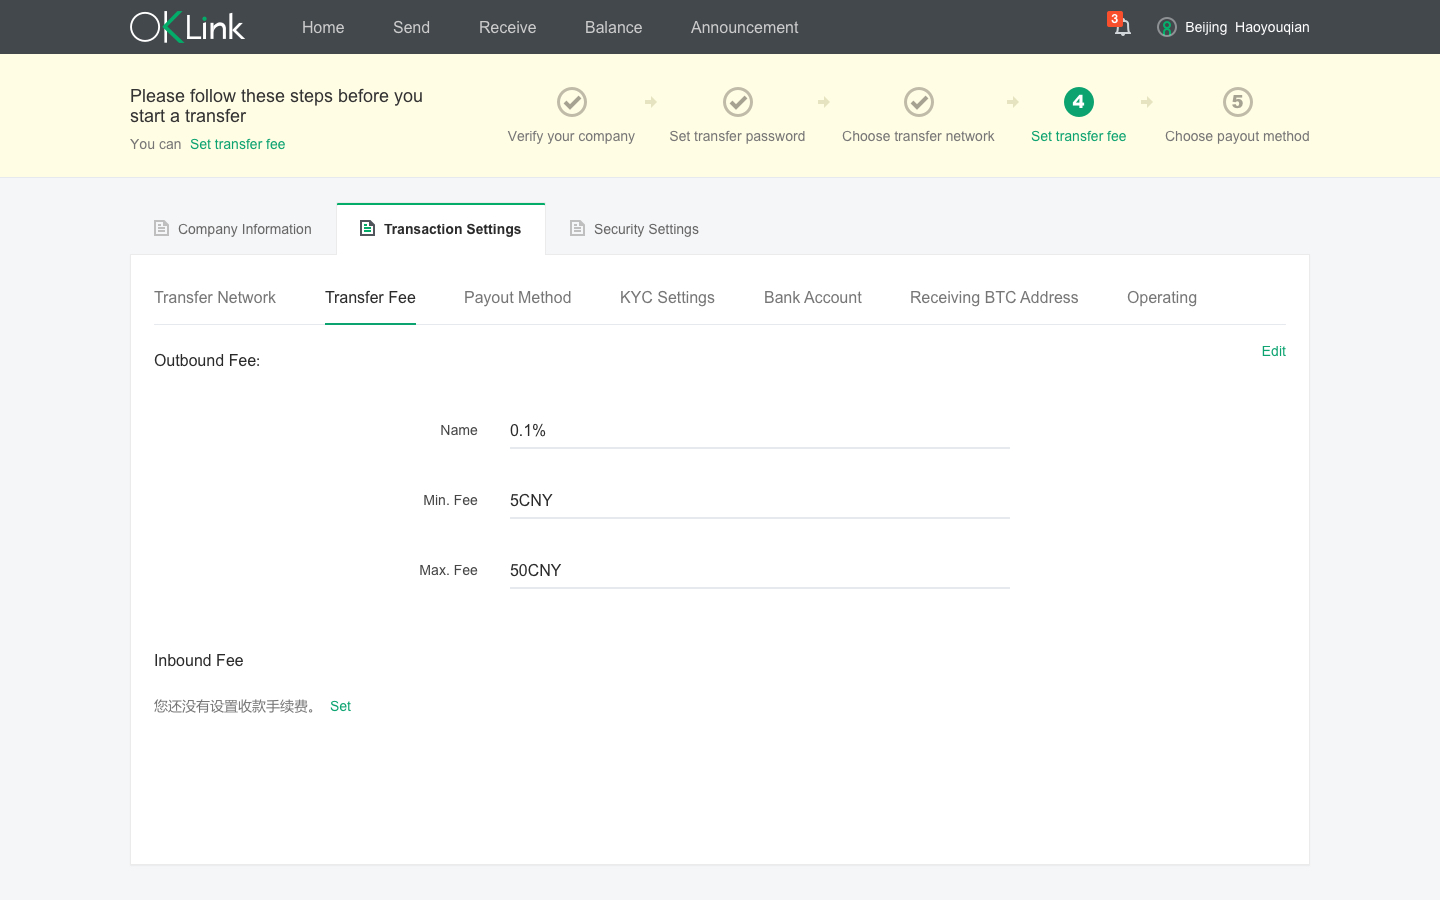 OKLink Home Send Receive Balance Announcement 3 Beijing Haoyouqian
Please follow these steps before you
start a transfer
You can Set transfer fee
4 5
Verify your company Set transfer password Choose transfer network Set transfer fee Choose payout method
Company Information Transaction Settings Security Settings
Transfer Network Transfer Fee Payout Method KYC Settings Bank Account Receiving BTC Address Operating
Edit
Outbound Fee:
Name 0.1%
Min. Fee 5CNY
Max. Fee 50CNY
Inbound Fee
您还没有设置收款手续费。 Set